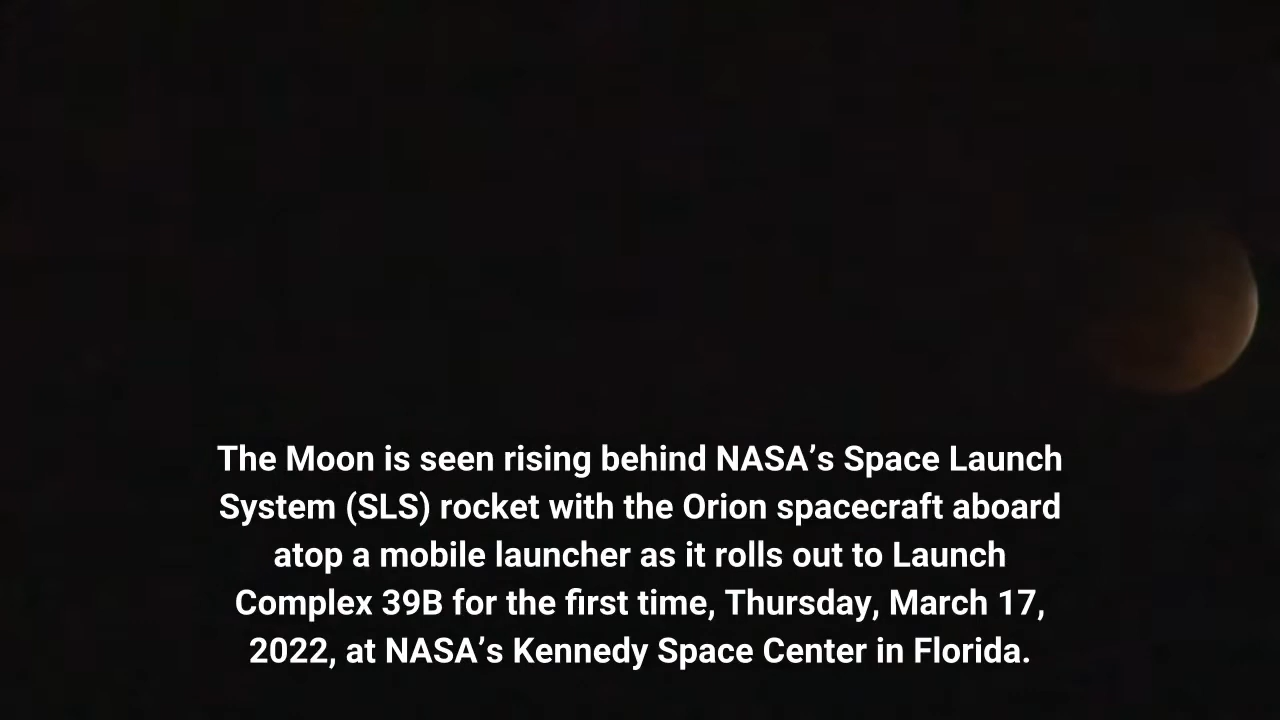 The Moon is seen rising behind NASA’s Space Launch
System (SLS) rocket with the Orion spacecraft aboard
atop a mobile launcher as it rolls out to Launch
Complex 39B for the first time, Thursday, March 17,
2022, at NASA’s Kennedy Space Center in Florida.